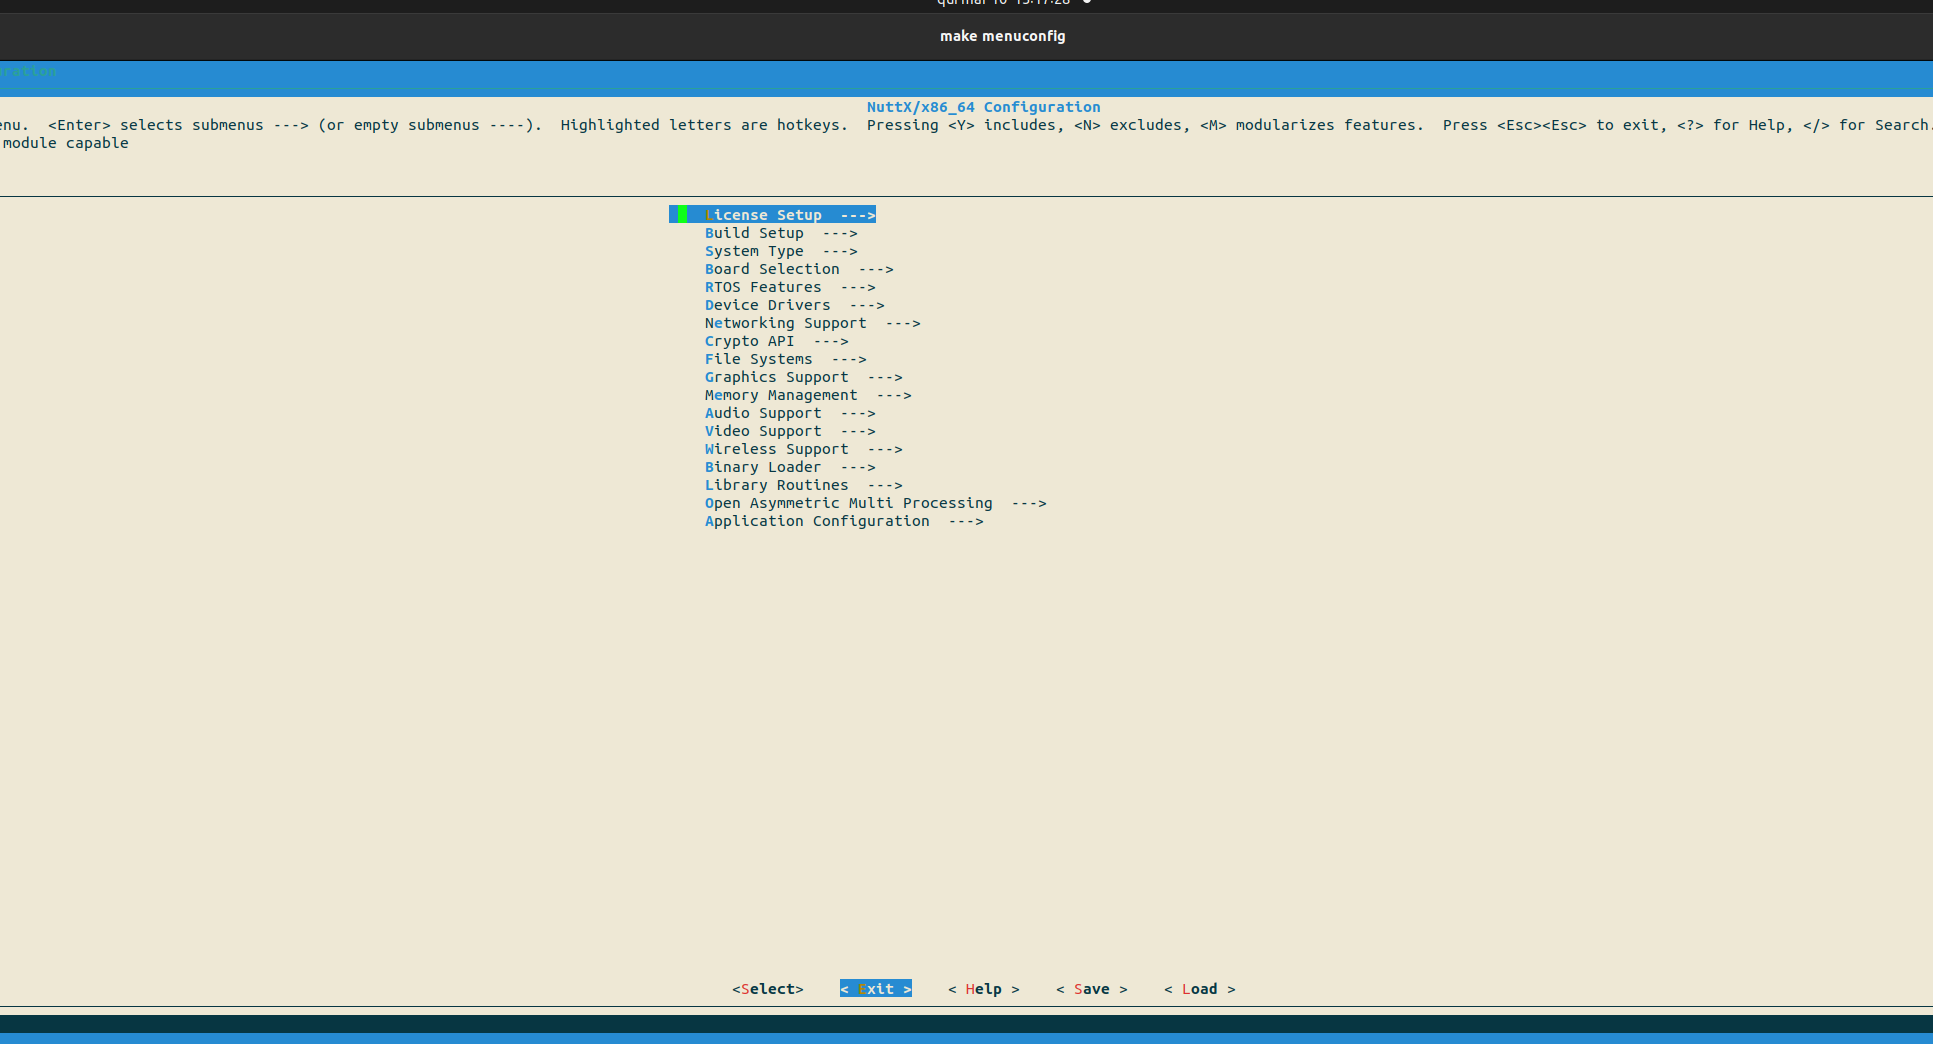 make menuconfig
uration
NuttX/x86_64 Configuration
enu.  <Enter> selects submenus ---> (or empty submenus ----).  Highlighted letters are hotkeys.  Pressing <Y> includes, <N> excludes, <M> modularizes features.  Press <Esc><Esc> to exit, <?> for Help, </> for Search.
module capable
License Setup  --->
Build Setup  --->
System Type  --->
Board Selection  --->
RTOS Features  --->
Device Drivers  --->
Networking Support  --->
Crypto API  --->
File Systems  --->
Graphics Support  --->
Memory Management  --->
Audio Support  --->
Video Support  --->
Wireless Support  --->
Binary Loader  --->
Library Routines  --->
Open Asymmetric Multi Processing  --->
Application Configuration  --->
<Select>    < Exit >    < Help >    < Save >    < Load >